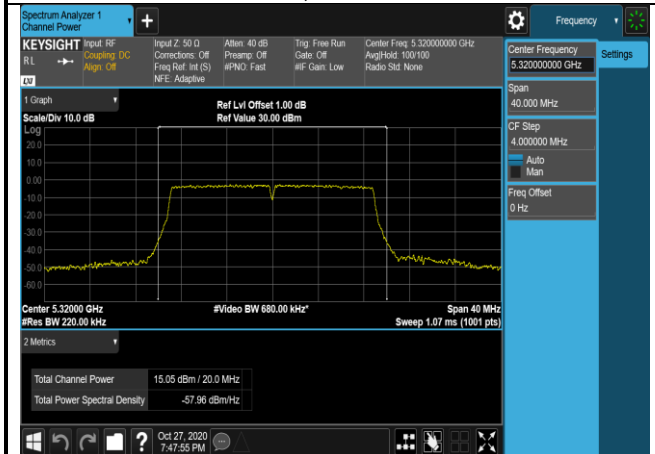 Spectrum Analyzer 1
Channel Power
Frequency
KEYSIGHT
RL
LXI
Input: RF
Coupling: DC
Align: Off
Input Z: 50 Ω
Corrections: Off
Freq Ref: Int (S)
NFE: Adaptive
Atten: 40 dB
Preamp: Off
#PNO: Fast
Trig: Free Run
Gate: Off
#IF Gain: Low
Center Freq: 5.320000000 GHz
Avg|Hold: 100/100
Radio Std: None
Center Frequency
5.320000000 GHz
Settings
Span
40.000 MHz
CF Step
4.000000 MHz
Auto
Man
Freq Offset
0 Hz
1 Graph
Scale/Div 10.0 dB
Ref Lvl Offset 1.00 dB
Ref Value 30.00 dBm
Log
20.0
10.0
0.00
-10.0
-20.0
-30.0
-40.0
-50.0
-60.0
Center 5.32000 GHz
#Video BW 680.00 kHz*
Span 40 MHz
#Res BW 220.00 kHz
Sweep 1.07 ms (1001 pts)
2 Metrics
Total Channel Power 15.05 dBm / 20.0 MHz
Total Power Spectral Density -57.96 dBm/Hz
?
Oct 27, 2020
7:47:55 PM